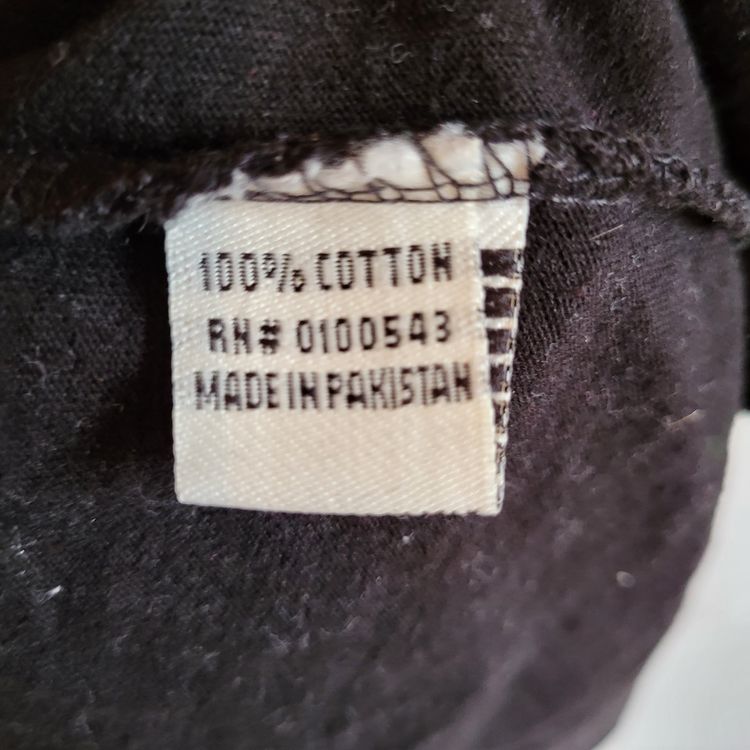 100% COTTON
RN# 0100543
MADE IN PAKISTAN